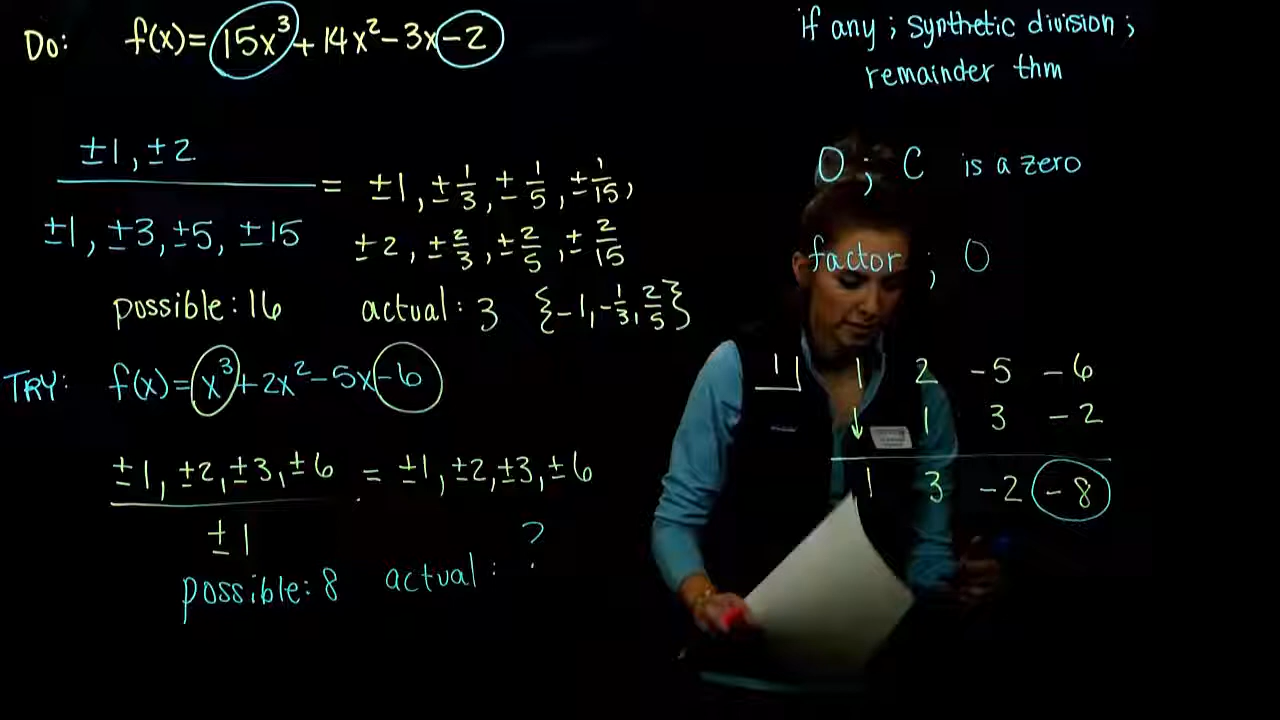 Do: f(x) = 15x³ + 14x² - 3x - 2
±1, ±2
±1, ±3, ±5, ±15
= ±1, ±1/3, ±1/5, ±1/15,
±2, ±2/3, ±2/5, ±2/15
possible: 16 actual: 3 {-1, -1/3, 2/5}
TRY: f(x) = x³ + 2x² - 5x - 6
±1, ±2, ±3, ±6 = ±1, ±2, ±3, ±6
±1
possible: 8 actual: ?
if any ; synthetic division ;
remainder thm
0 ; C is a zero
factor ; 0
1 1 2 -5 -6
1 3 -2
1 3 -2 -8